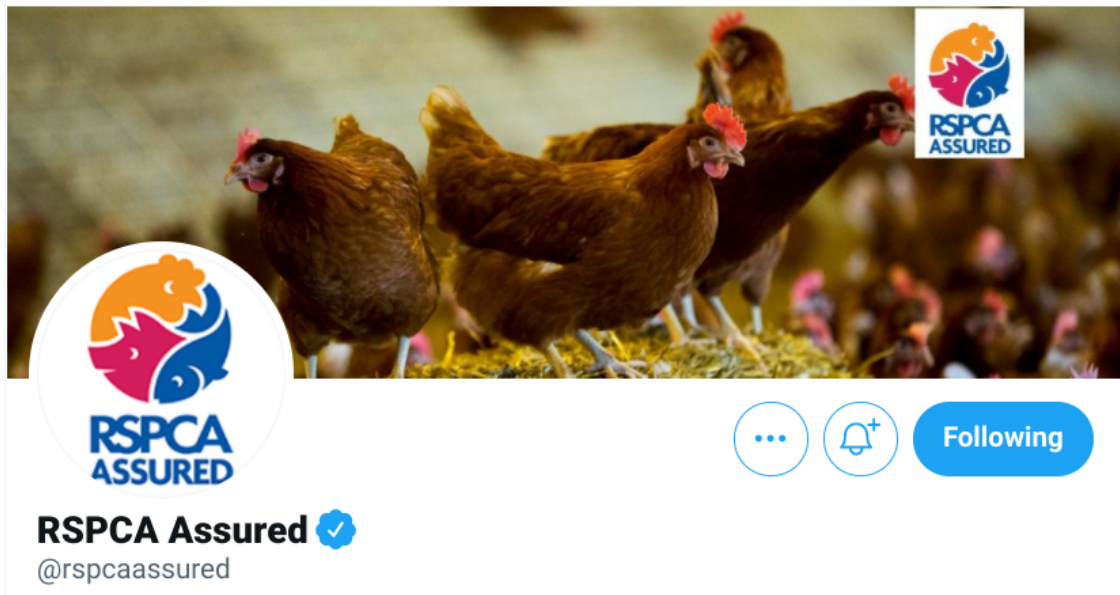 RSPCA
ASSURED
RSPCA
ASSURED
Following
RSPCA Assured
@rspcaassured